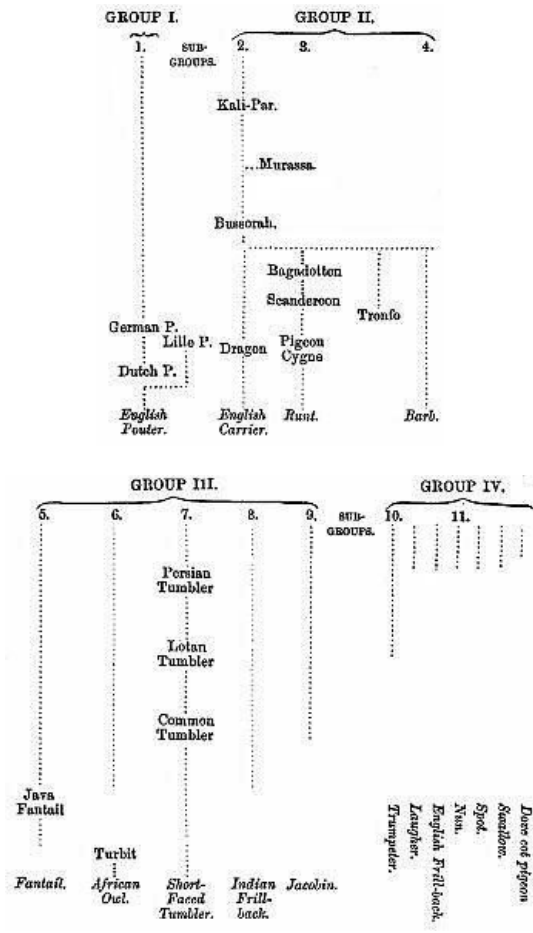 GROUP I.
GROUP II.
1.
SUB-
GROUPS.
2.
3.
4.
Kali-Par.
...Murassa.
Bussorah.
Bagadotten
Scanderoon
Tronfo
German P.
Lille P.
Dragon
Pigeon
Cygne
Dutch P.
English
Pouter.
English
Carrier.
Runt.
Barb.
GROUP III.
GROUP IV.
5.
6.
7.
8.
9.
SUB-
GROUPS.
10.
11.
Persian
Tumbler
Lotan
Tumbler
Common
Tumbler
Java
Fantail
Turbit
Fantail.
African
Owl.
Short-
Faced
Tumbler.
Indian
Frill-
back.
Jacobin.
Trumpeter.
Laugher.
English Frill-back.
Nun.
Spot.
Swallow.
Dove cot pigeon